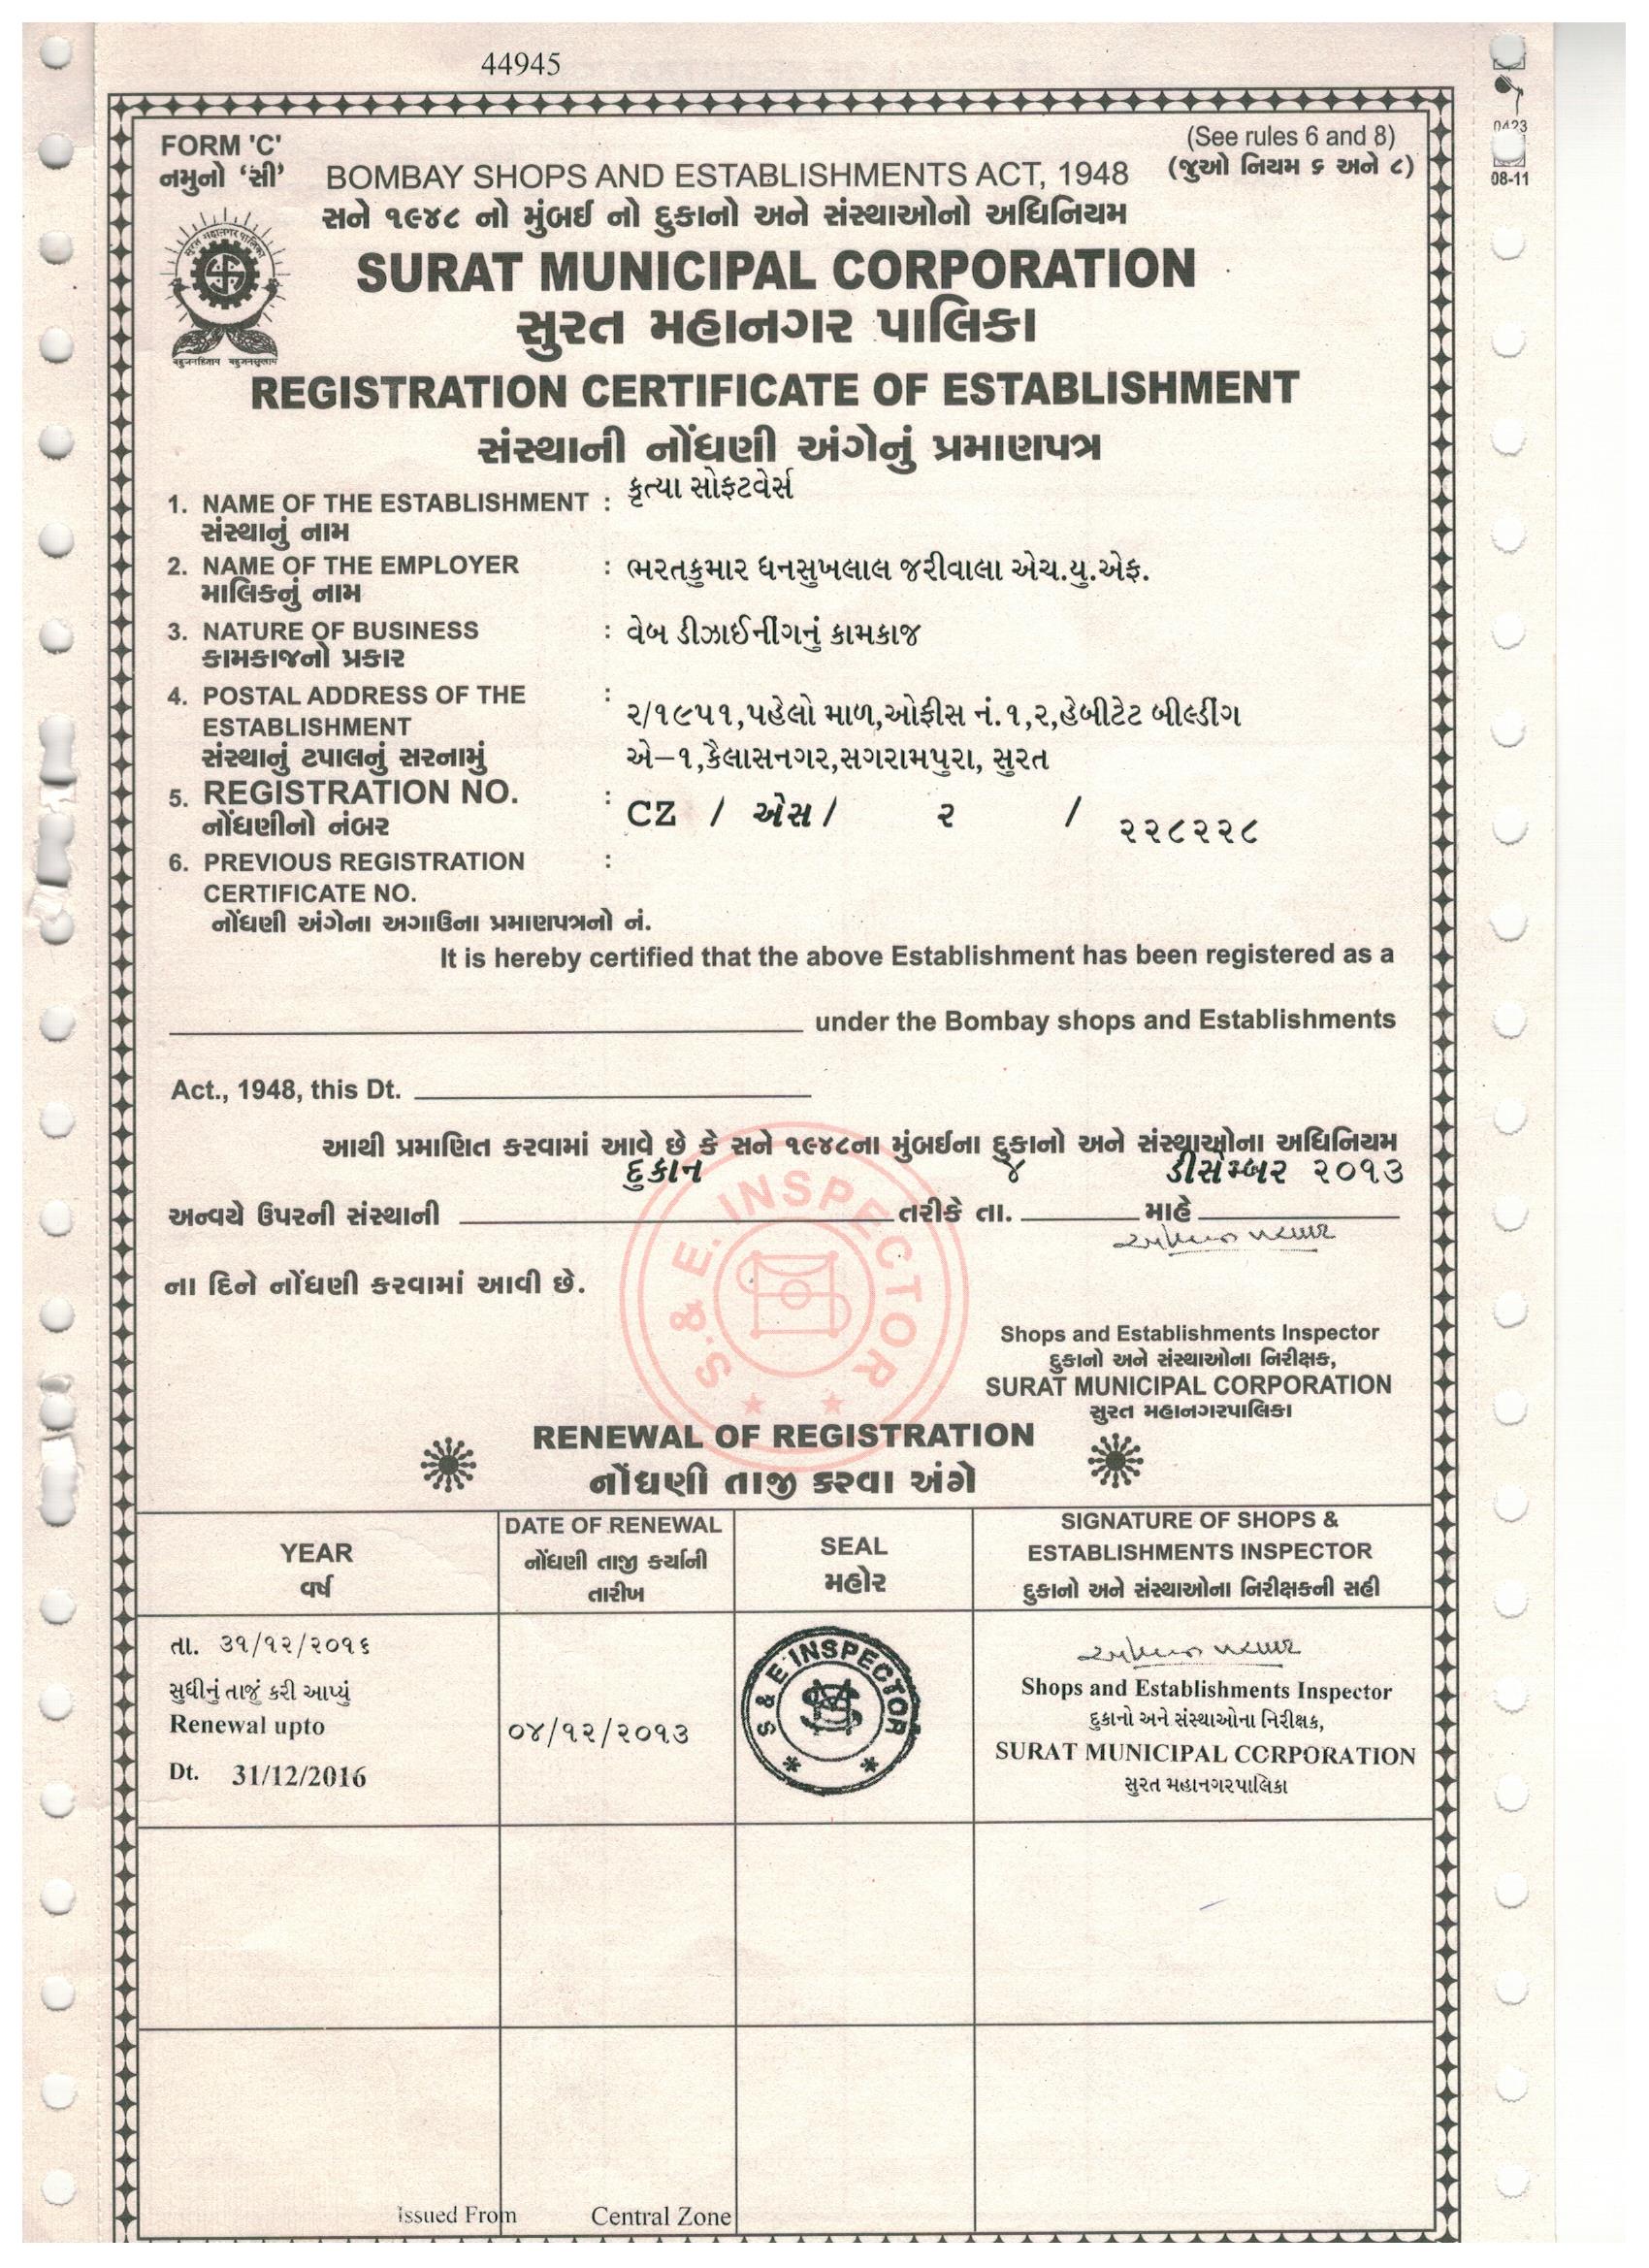 44945
FORM 'C'
(See rules 6 and 8)
નમુનો ‘સી’
BOMBAY SHOPS AND ESTABLISHMENTS ACT, 1948
(જુઓ નિયમ ૬ અને ૮)
0423
08-11
સને ૧૯૪૮ નો મુંબઈ નો દુકાનો અને સંસ્થાઓનો અધિનિયમ
સુરત મહાનગર પાલિકા
SURAT MUNICIPAL CORPORATION
સુરત મહાનગર પાલિકા
बहुजनहिताय बहुजनसुखाय
REGISTRATION CERTIFICATE OF ESTABLISHMENT
સંસ્થાની નોંધણી અંગેનું પ્રમાણપત્ર
1. NAME OF THE ESTABLISHMENT : કૃત્યા સોફટવેર્સ
સંસ્થાનું નામ
2. NAME OF THE EMPLOYER : ભરતકુમાર ધનસુખલાલ જરીવાલા એચ.યુ.એફ.
માલિકનું નામ
3. NATURE OF BUSINESS : વેબ ડીઝાઈનીંગનું કામકાજ
કામકાજનો પ્રકાર
4. POSTAL ADDRESS OF THE :
ESTABLISHMENT ૨/૧૯૫૧,પહેલો માળ,ઓફીસ નં.૧,૨,હેબીટેટ બીલ્ડીંગ
સંસ્થાનું ટપાલનું સરનામું એ–૧,કૈલાસનગર,સગરામપુરા, સુરત
5. REGISTRATION NO. : CZ / એસ / ૨ / ૨૨૮૨૨૮
નોંધણીનો નંબર
6. PREVIOUS REGISTRATION :
CERTIFICATE NO.
નોંધણી અંગેના અગાઉના પ્રમાણપત્રનો નં.
It is hereby certified that the above Establishment has been registered as a
under the Bombay shops and Establishments
Act., 1948, this Dt.
આથી પ્રમાણિત કરવામાં આવે છે કે સને ૧૯૪૮ના મુંબઈના દુકાનો અને સંસ્થાઓના અધિનિયમ
દુકાન ૪ ડીસેમ્બર ૨૦૧૩
અન્વયે ઉપરની સંસ્થાની તરીકે તા. માહે
ના દિને નોંધણી કરવામાં આવી છે.
S. & E. INSPECTOR
Shops and Establishments Inspector
દુકાનો અને સંસ્થાઓના નિરીક્ષક,
SURAT MUNICIPAL CORPORATION
સુરત મહાનગરપાલિકા
RENEWAL OF REGISTRATION
નોંધણી તાજી કરવા અંગે
YEAR
વર્ષ
DATE OF RENEWAL
નોંધણી તાજી કર્યાની
તારીખ
SEAL
મહોર
SIGNATURE OF SHOPS &
ESTABLISHMENTS INSPECTOR
દુકાનો અને સંસ્થાઓના નિરીક્ષકની સહી
તા. ૩૧/૧૨/૨૦૧૬
સુધીનું તાજું કરી આપ્યું
Renewal upto
Dt. 31/12/2016
૦૪/૧૨/૨૦૧૩
S & E INSPECTOR
Shops and Establishments Inspector
દુકાનો અને સંસ્થાઓના નિરીક્ષક,
SURAT MUNICIPAL CORPORATION
સુરત મહાનગરપાલિકા
Issued From Central Zone